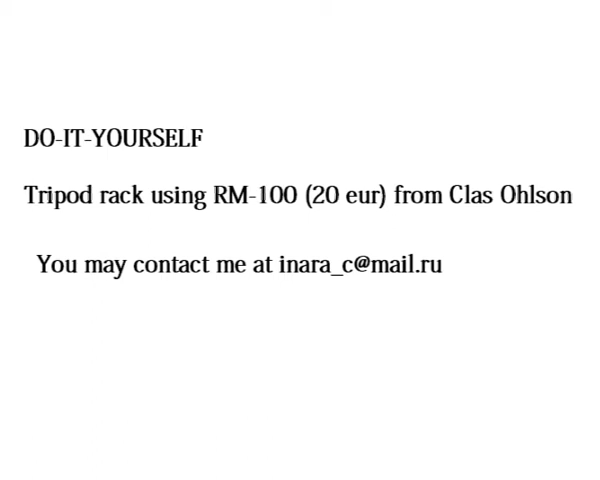 DO-IT-YOURSELF
Tripod rack using RM-100 (20 eur) from Clas Ohlson
You may contact me at inara_c@mail.ru